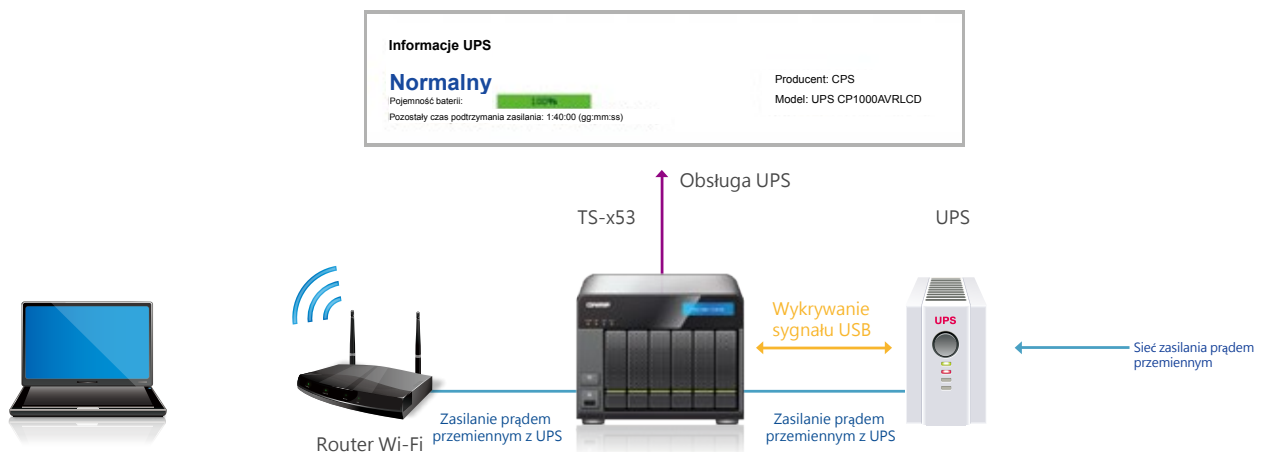 Informacje UPS
Normalny
Pojemność baterii: 100%
Pozostały czas podtrzymania zasilania: 1:40:00 (gg:mm:ss)
Producent: CPS
Model: UPS CP1000AVRLCD
Obsługa UPS
TS-x53
UPS
Wykrywanie
sygnału USB
UPS
Sieć zasilania prądem
przemiennym
Zasilanie prądem
przemiennym z UPS
Zasilanie prądem
przemiennym z UPS
Router Wi-Fi